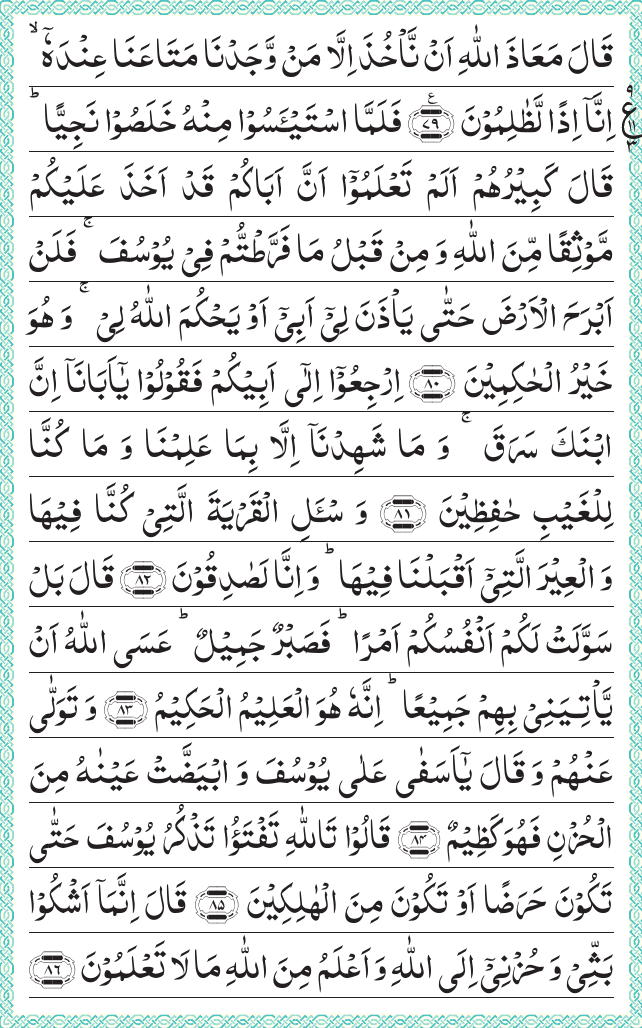 قَالَ مَعَاذَ اللّٰهِ اَنْ نَّاْخُذَ اِلَّا مَنْ وَّجَدْنَا مَتَاعَنَا عِنْدَهٗۤ ۙ
اِنَّاۤ اِذًا لَّظٰلِمُوْنَ ﴿۷۹﴾ فَلَمَّا اسْتَیْـَٔسُوْا مِنْهُ خَلَصُوْا نَجِیًّا ؕ
قَالَ كَبِیْرُهُمْ اَلَمْ تَعْلَمُوْۤا اَنَّ اَبَاكُمْ قَدْ اَخَذَ عَلَیْكُمْ
مَّوْثِقًا مِّنَ اللّٰهِ وَ مِنْ قَبْلُ مَا فَرَّطْتُّمْ فِیْ یُوْسُفَ ۚ فَلَنْ
اَبْرَحَ الْاَرْضَ حَتّٰی یَاْذَنَ لِیْۤ اَبِیْۤ اَوْ یَحْكُمَ اللّٰهُ لِیْ ۚ وَ هُوَ
خَیْرُ الْحٰكِمِیْنَ ﴿۸۰﴾ اِرْجِعُوْۤا اِلٰۤی اَبِیْكُمْ فَقُوْلُوْا یٰۤاَبَانَاۤ اِنَّ
ابْنَكَ سَرَقَ ۚ وَ مَا شَهِدْنَاۤ اِلَّا بِمَا عَلِمْنَا وَ مَا كُنَّا
لِلْغَیْبِ حٰفِظِیْنَ ﴿۸۱﴾ وَ سْـَٔلِ الْقَرْیَةَ الَّتِیْ كُنَّا فِیْهَا
وَ الْعِیْرَ الَّتِیْۤ اَقْبَلْنَا فِیْهَا ؕ وَ اِنَّا لَصٰدِقُوْنَ ﴿۸۲﴾ قَالَ بَلْ
سَوَّلَتْ لَكُمْ اَنْفُسُكُمْ اَمْرًا ؕ فَصَبْرٌ جَمِیْلٌ ؕ عَسَی اللّٰهُ اَنْ
یَّاْتِـیَنِیْ بِهِمْ جَمِیْعًا ؕ اِنَّهٗ هُوَ الْعَلِیْمُ الْحَكِیْمُ ﴿۸۳﴾ وَ تَوَلّٰی
عَنْهُمْ وَ قَالَ یٰۤاَسَفٰی عَلٰی یُوْسُفَ وَ ابْیَضَّتْ عَیْنٰهُ مِنَ
الْحُزْنِ فَهُوَ كَظِیْمٌ ﴿۸۴﴾ قَالُوْا تَاللّٰهِ تَفْتَؤُا تَذْكُرُ یُوْسُفَ حَتّٰی
تَكُوْنَ حَرَضًا اَوْ تَكُوْنَ مِنَ الْهٰلِكِیْنَ ﴿۸۵﴾ قَالَ اِنَّمَاۤ اَشْكُوْا
بَثِّیْ وَ حُزْنِیْۤ اِلَی اللّٰهِ وَ اَعْلَمُ مِنَ اللّٰهِ مَا لَا تَعْلَمُوْنَ ﴿۸۶﴾